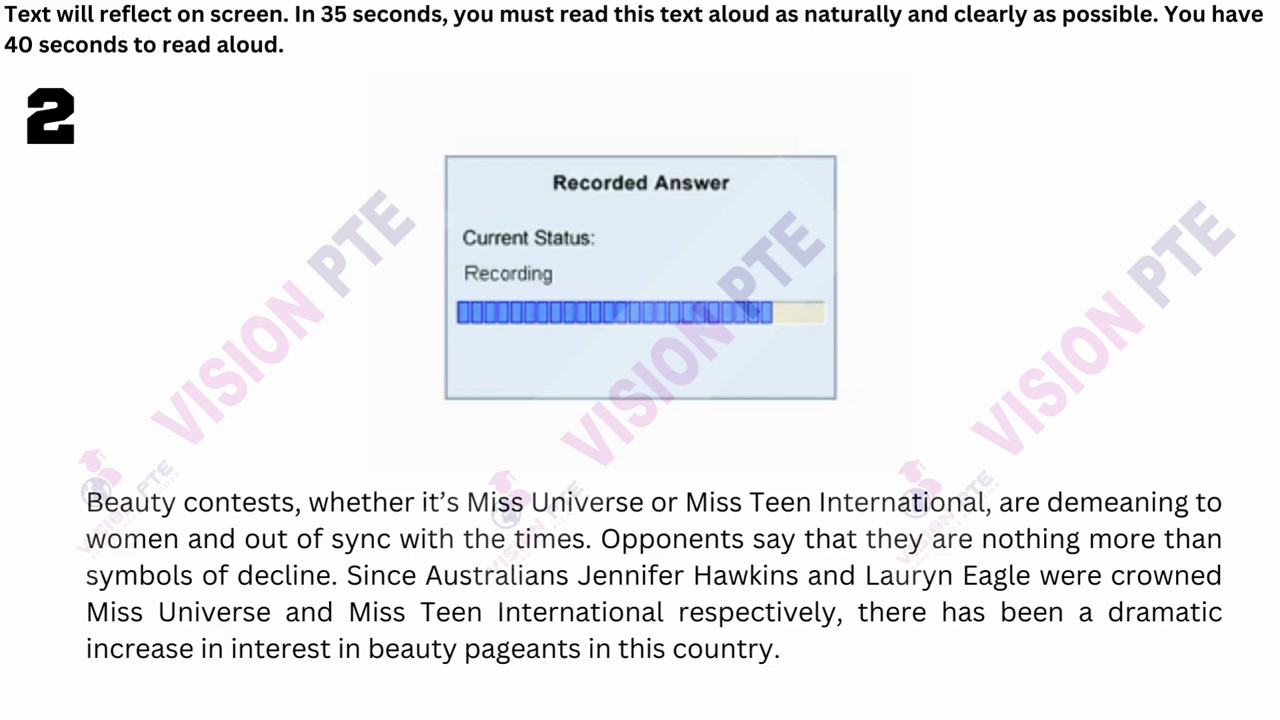 Text will reflect on screen. In 35 seconds, you must read this text aloud as naturally and clearly as possible. You have
40 seconds to read aloud.
2
Recorded Answer
Current Status:
Recording
VISION PTE
VISION PTE
VISION PTE
Beauty contests, whether it’s Miss Universe or Miss Teen International, are demeaning to
women and out of sync with the times. Opponents say that they are nothing more than
symbols of decline. Since Australians Jennifer Hawkins and Lauryn Eagle were crowned
Miss Universe and Miss Teen International respectively, there has been a dramatic
increase in interest in beauty pageants in this country.